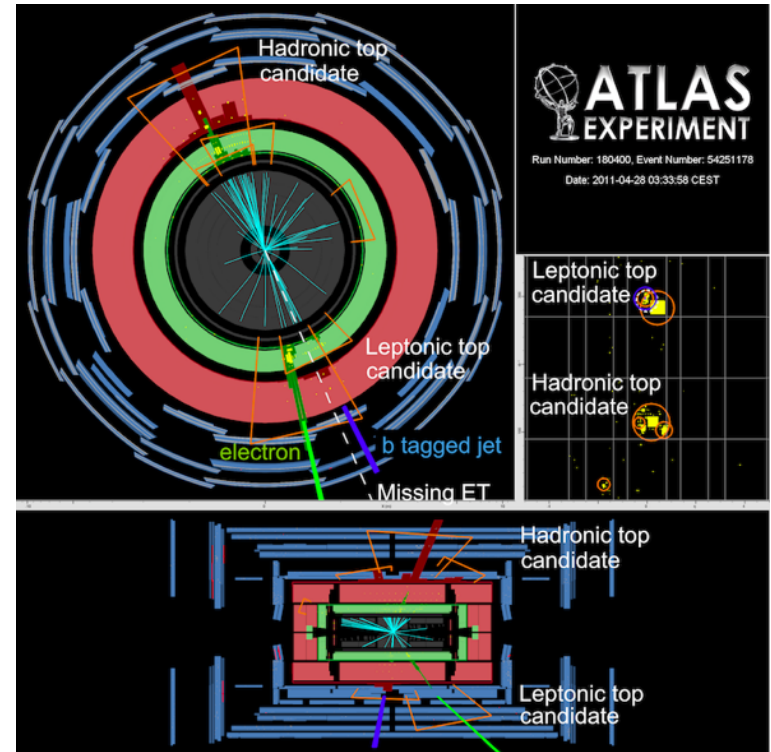 Hadronic top
candidate
ATLAS
EXPERIMENT
Run Number: 180400, Event Number: 54251178
Date: 2011-04-28 03:33:58 CEST
Leptonic top
candidate
electron
b tagged jet
Missing ET
Leptonic top
candidate
Hadronic top
candidate
Hadronic top
candidate
Leptonic top
candidate